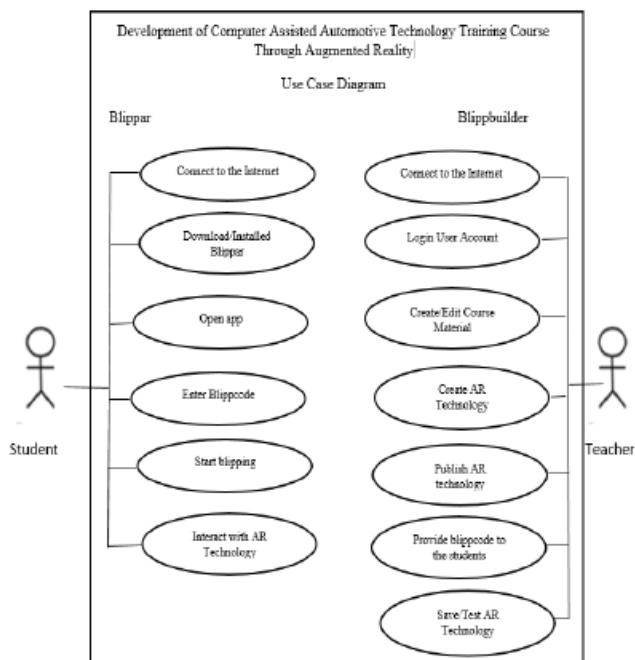 Development of Computer Assisted Automotive Technology Training Course
Through Augmented Reality
Use Case Diagram
Blippar
Blippbuilder
Connect to the Internet
Download/Installed
Blippar
Open app
Enter Blippcode
Start blipping
Interact with AR
Technology
Student
Connect to the Internet
Login User Account
Create/Edit Course
Material
Create AR
Technology
Publish AR
technology
Provide blippcode to
the students
Save/Test AR
Technology
Teacher